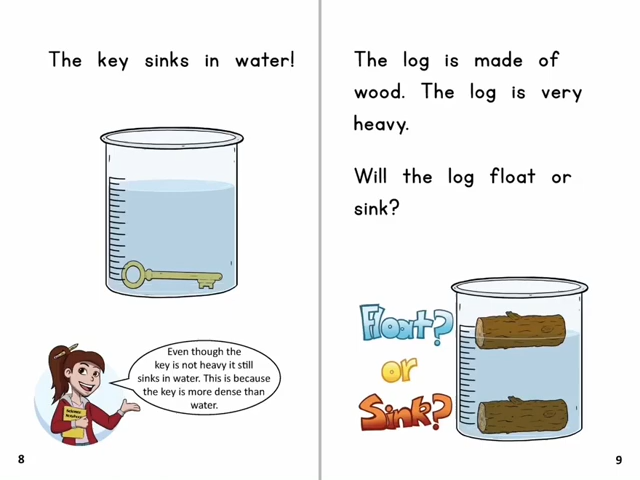 The key sinks in water!
Even though the
key is not heavy it still
sinks in water. This is because
the key is more dense than
water.
8
The log is made of
wood. The log is very
heavy.
Will the log float or
sink?
Float?
or
Sink?
9